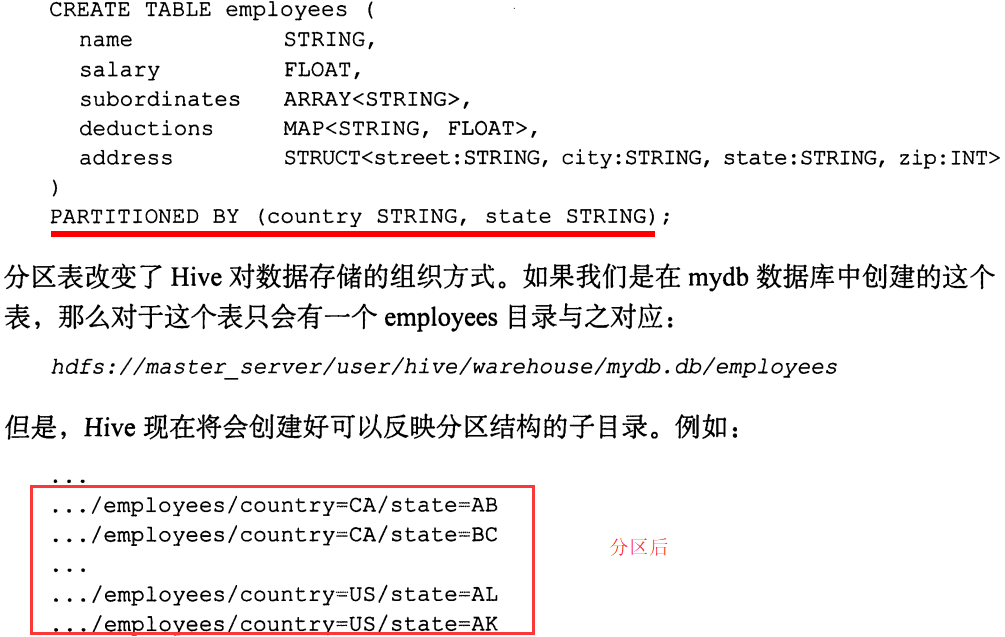 CREATE TABLE employees (
name STRING,
salary FLOAT,
subordinates ARRAY<STRING>,
deductions MAP<STRING, FLOAT>,
address STRUCT<street:STRING, city:STRING, state:STRING, zip:INT>
)
PARTITIONED BY (country STRING, state STRING);
分区表改变了 Hive 对数据存储的组织方式。如果我们是在 mydb 数据库中创建的这个
表，那么对于这个表只会有一个 employees 目录与之对应：
hdfs://master_server/user/hive/warehouse/mydb.db/employees
但是，Hive 现在将会创建好可以反映分区结构的子目录。例如：
...
.../employees/country=CA/state=AB
.../employees/country=CA/state=BC
分区后
...
.../employees/country=US/state=AL
.../employees/country=US/state=AK